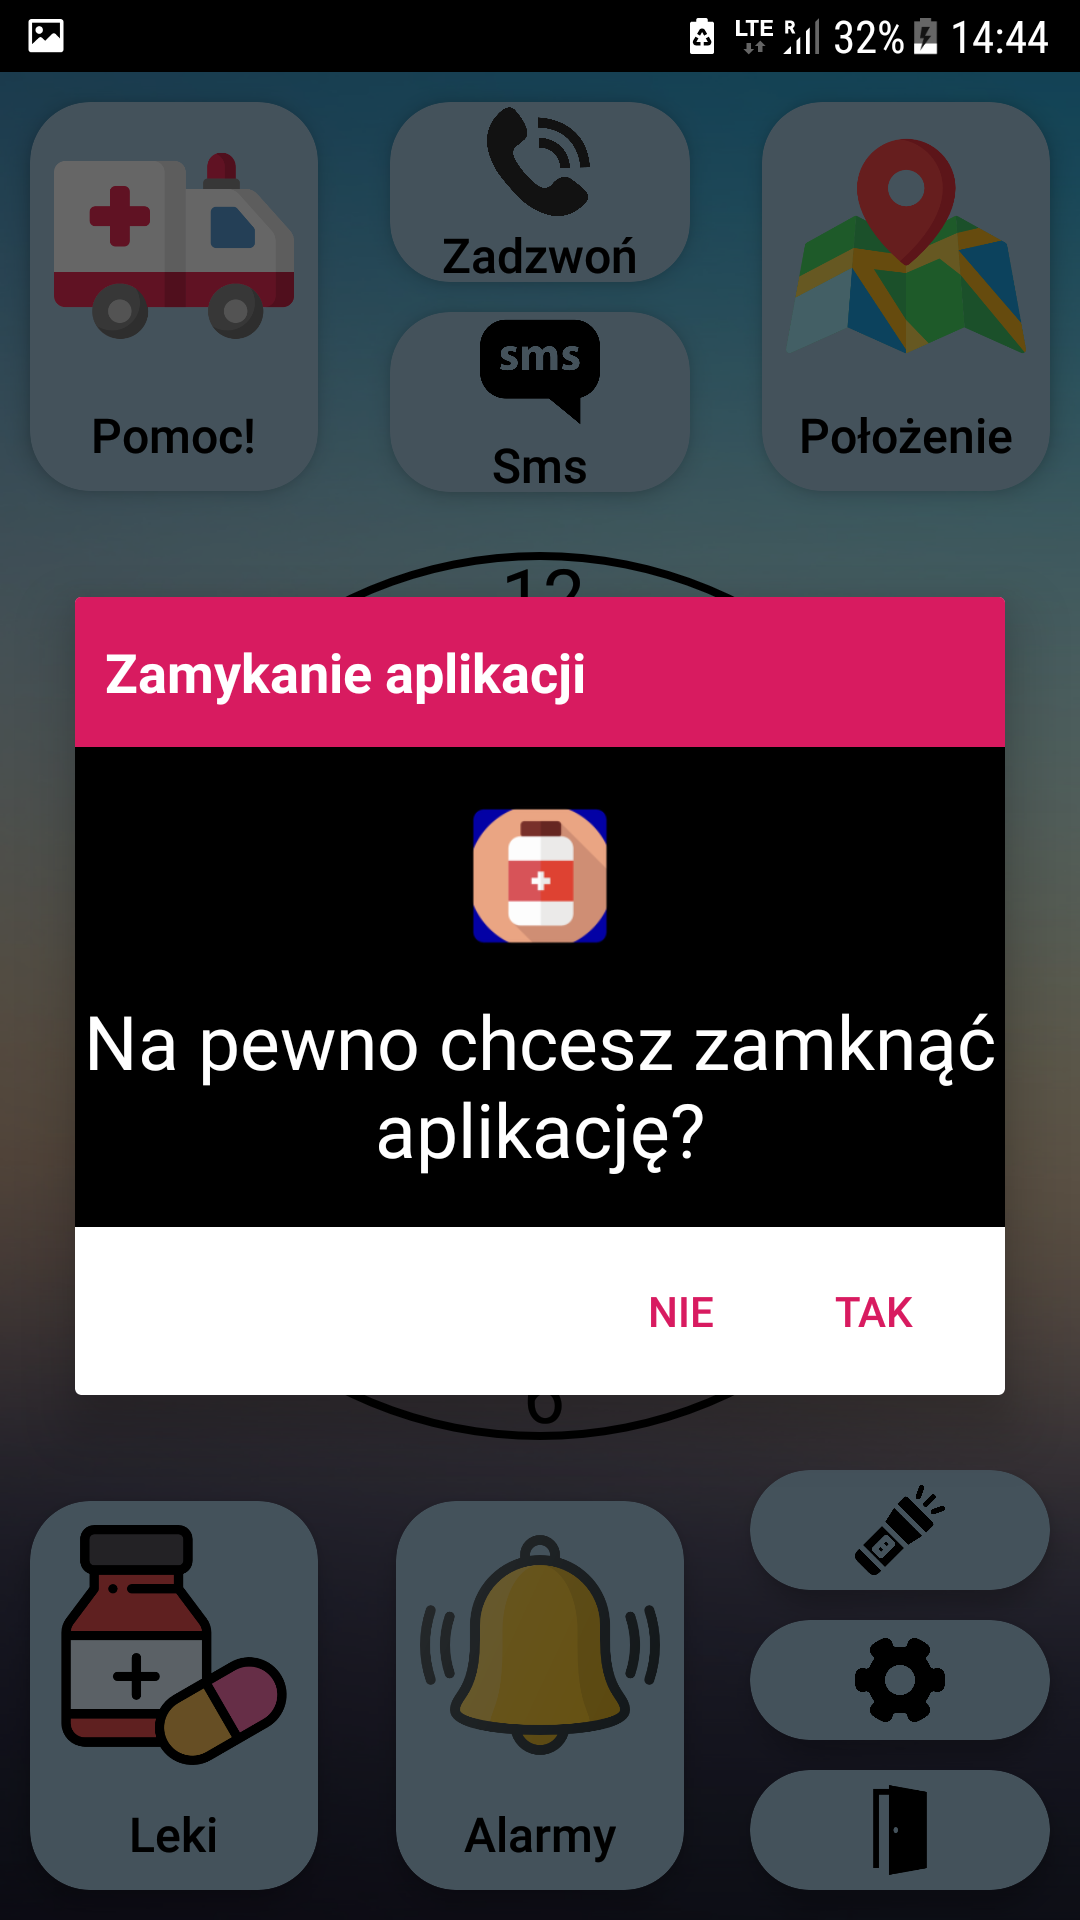 LTE R 32% 14:44
Zadzwoń
sms
Pomoc!
Sms
Położenie
12
Zamykanie aplikacji
Na pewno chcesz zamknąć
aplikację?
NIE TAK
6
Leki
Alarmy